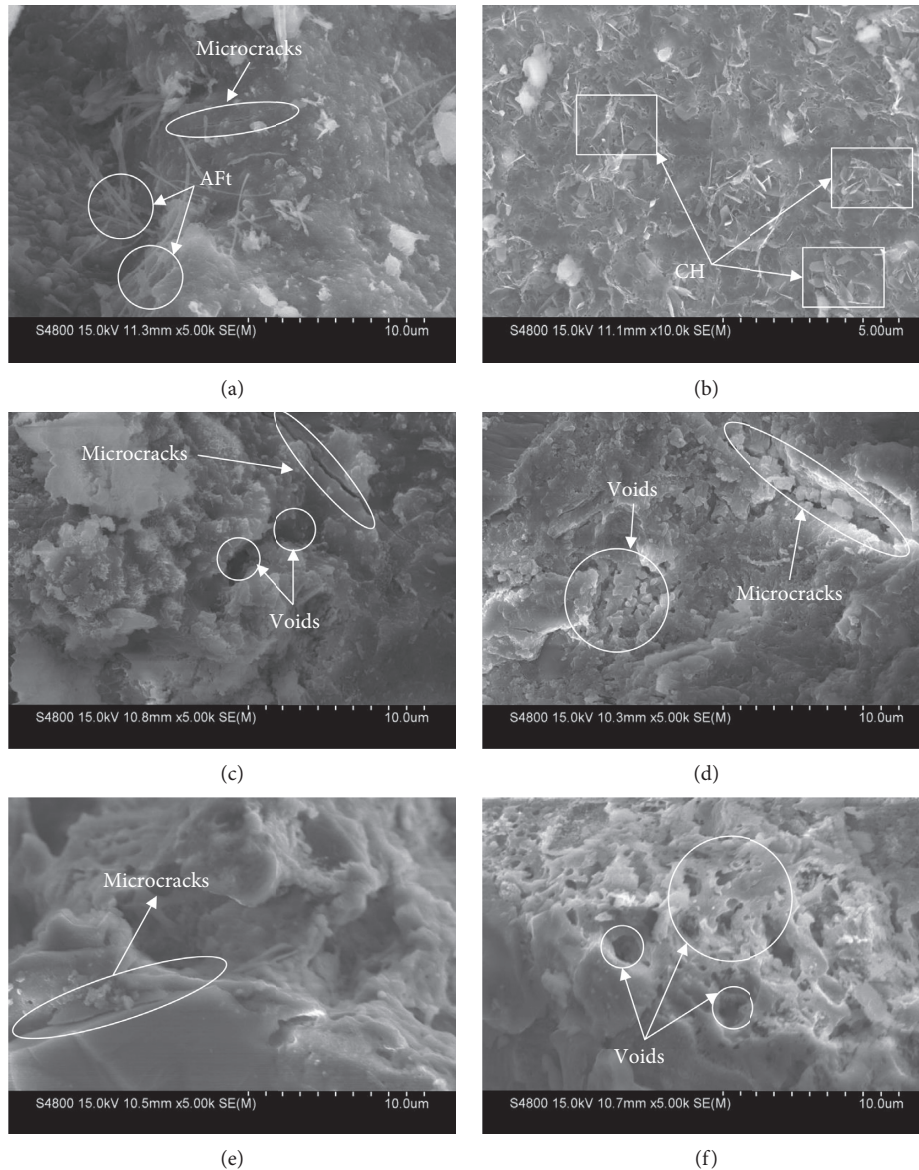 Microcracks
AFt
S4800 15.0kV 11.3mm x5.00k SE(M)
10.0um
(a)
CH
S4800 15.0kV 11.1mm x10.0k SE(M)
5.00um
(b)
Microcracks
Voids
S4800 15.0kV 10.8mm x5.00k SE(M)
10.0um
(c)
Voids
Microcracks
S4800 15.0kV 10.3mm x5.00k SE(M)
10.0um
(d)
Microcracks
S4800 15.0kV 10.5mm x5.00k SE(M)
10.0um
(e)
Voids
S4800 15.0kV 10.7mm x5.00k SE(M)
10.0um
(f)